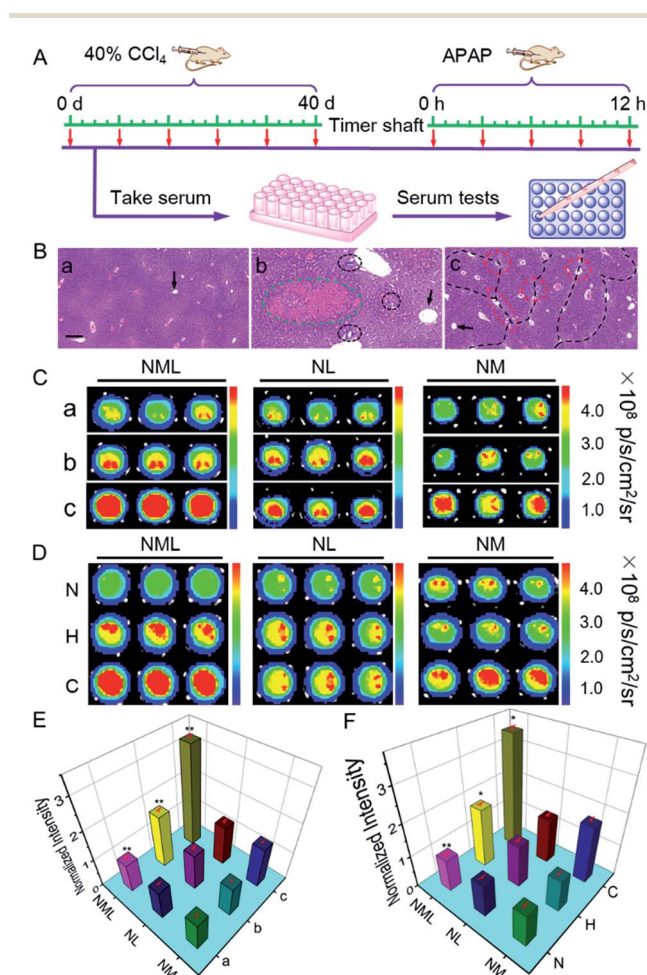 A
40% CCl₄
APAP
0 d
40 d
Timer shaft
0 h
12 h
Take serum
Serum tests
B
a
b
c
C
NML
NL
NM
a
b
c
4.0
3.0
2.0
1.0
×10⁸ p/s/cm²/sr
D
NML
NL
NM
N
H
C
4.0
3.0
2.0
1.0
×10⁸ p/s/cm²/sr
E
Normalized Intensity
0
1
2
3
**
**
**
NML
NL
NM
a
b
c
F
Normalized Intensity
0
1
2
3
**
*
*
NML
NL
NM
N
H
C